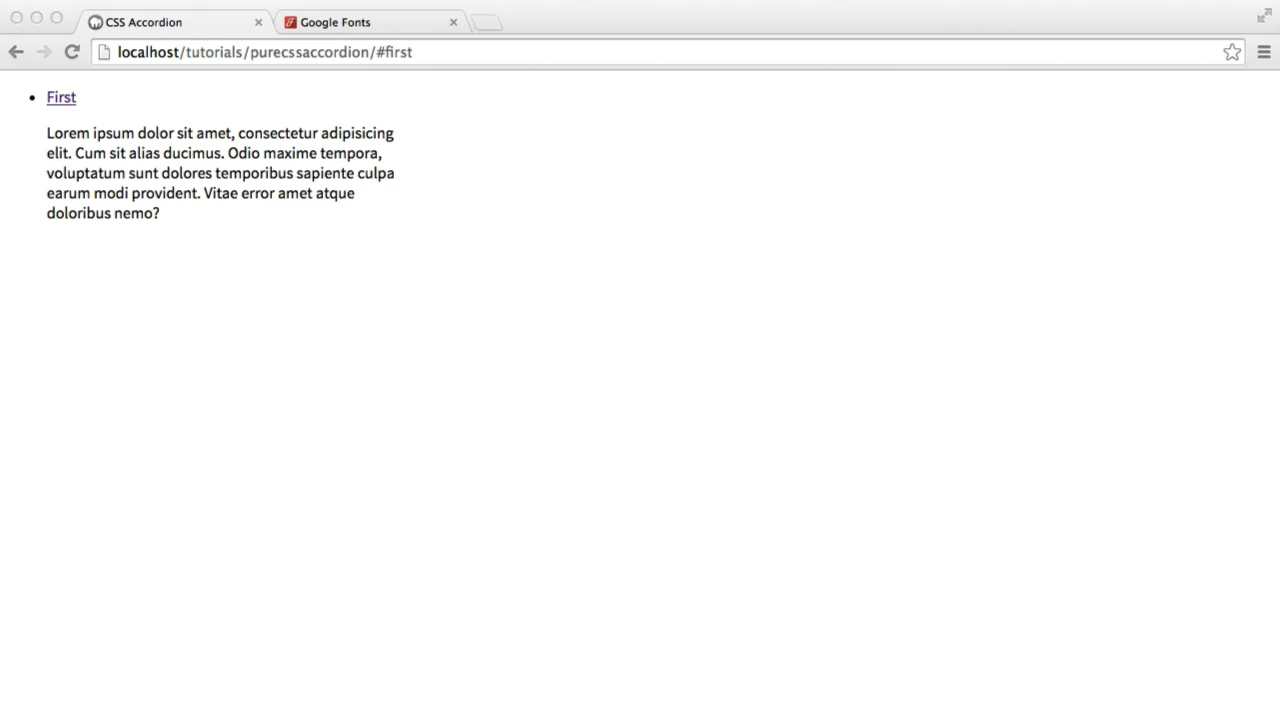 CSS Accordion
Google Fonts
localhost/tutorials/purecssaccordion/#first
First
Lorem ipsum dolor sit amet, consectetur adipisicing
elit. Cum sit alias ducimus. Odio maxime tempora,
voluptatum sunt dolores temporibus sapiente culpa
earum modi provident. Vitae error amet atque
doloribus nemo?